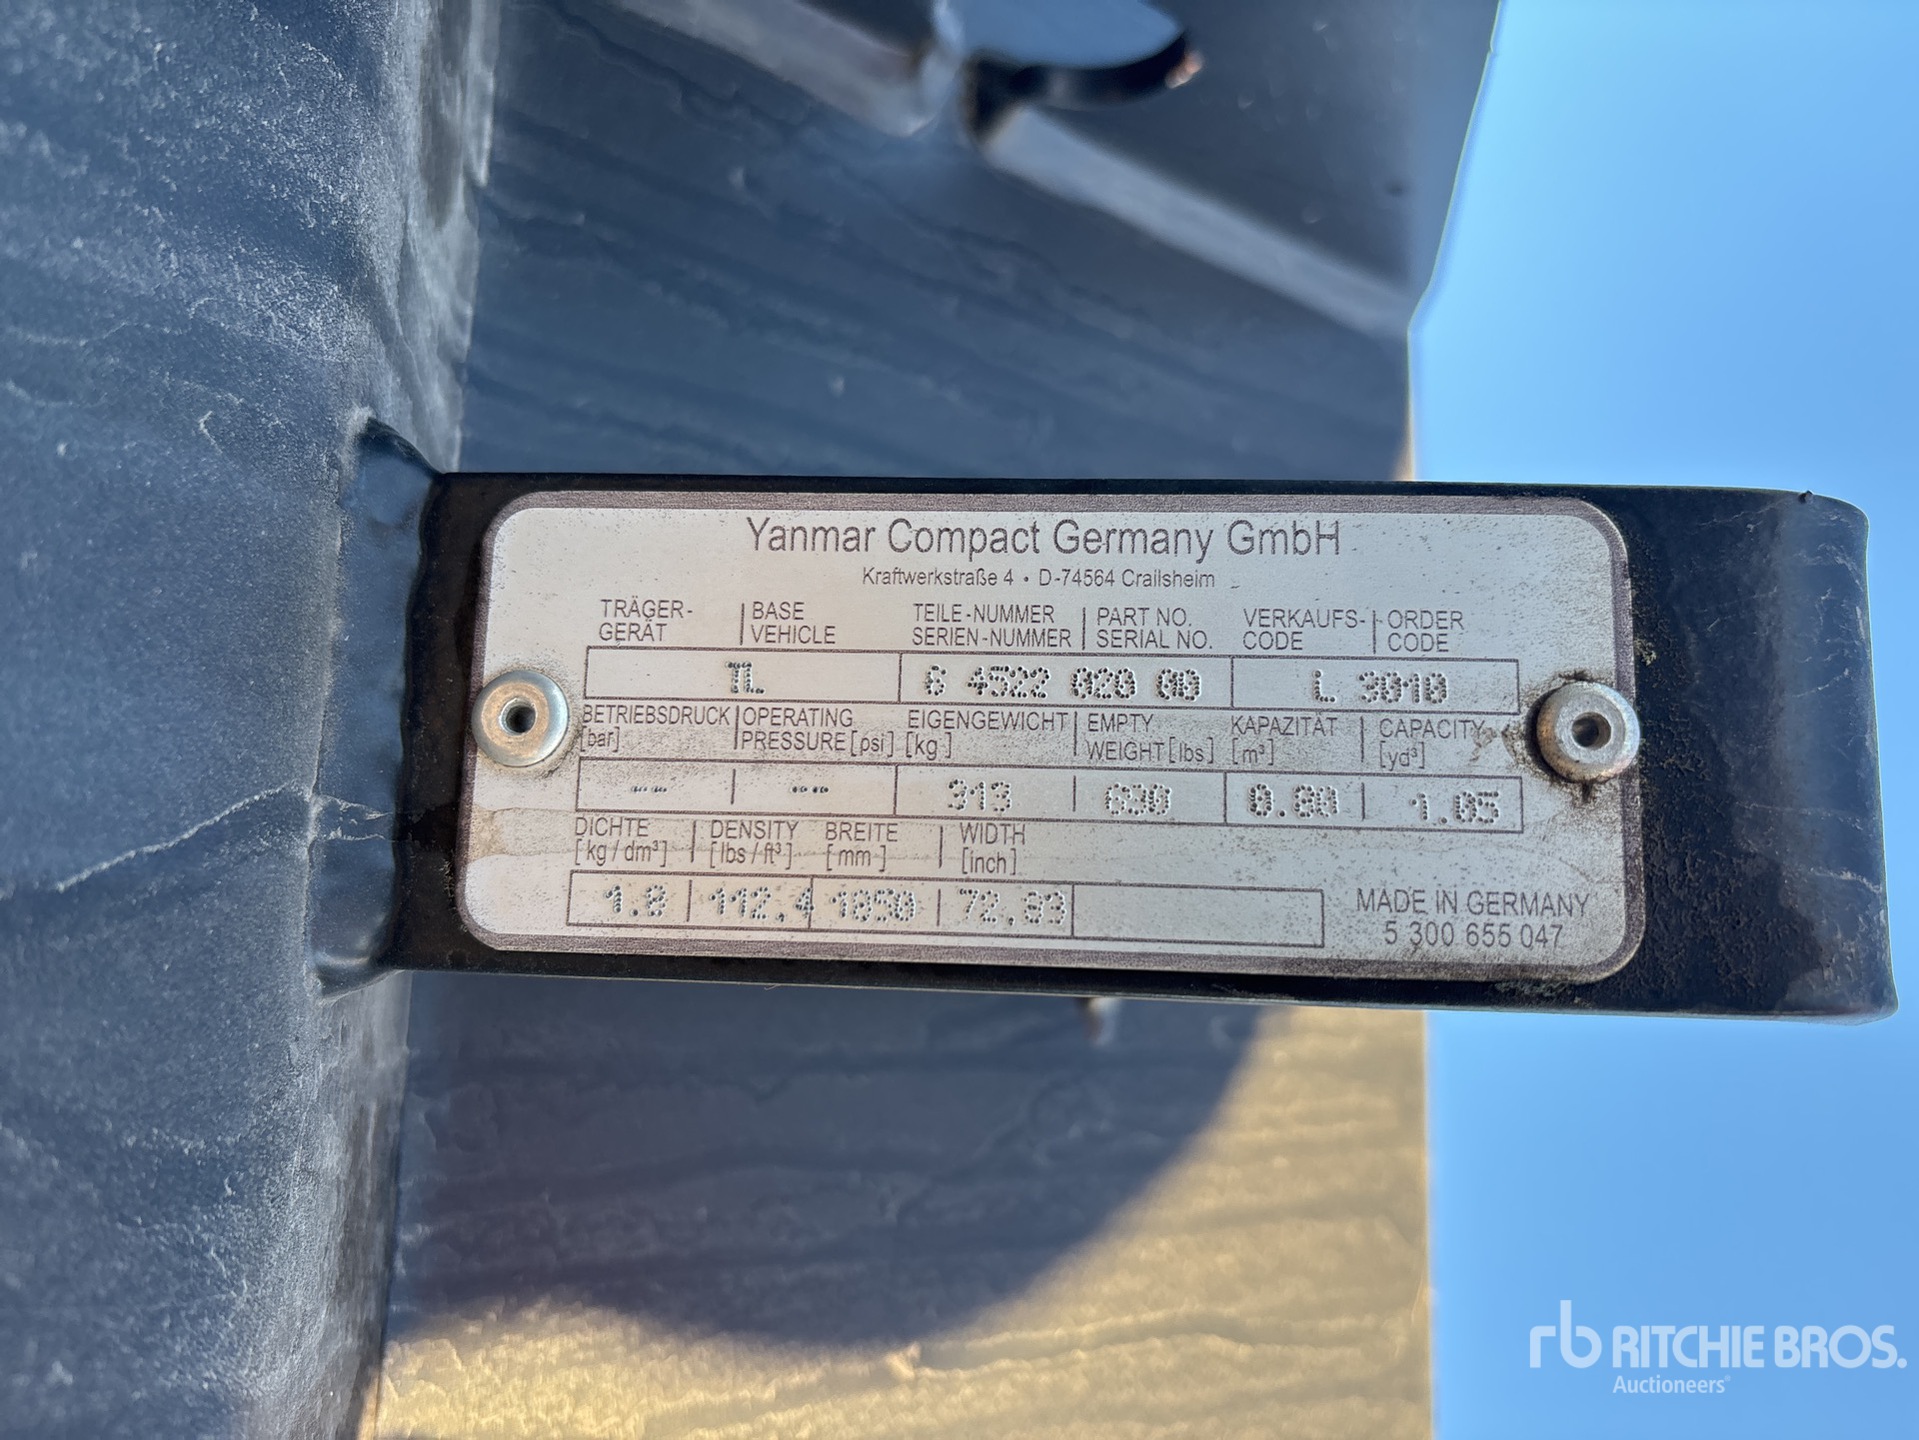 Yanmar Compact Germany GmbH
Kraftwerkstraße 4 • D-74564 Crailsheim
TRÄGER- | BASE TEILE-NUMMER | PART NO. VERKAUFS- | ORDER
GERÄT | VEHICLE SERIEN-NUMMER | SERIAL NO. CODE | CODE
TL 6 4522 020 00 L 3010
BETRIEBSDRUCK | OPERATING EIGENGEWICHT | EMPTY KAPAZITÄT | CAPACITY
[bar] PRESSURE [psi] [kg] WEIGHT [lbs] [m³] [yd³]
-- | -- 313 | 630 0.80 | 1.05
DICHTE | DENSITY BREITE | WIDTH
[kg / dm³] [lbs / ft³] [mm] [inch]
1.8 | 112,4 1850 | 72,83
MADE IN GERMANY
5 300 655 047
rb RITCHIE BROS.
Auctioneers